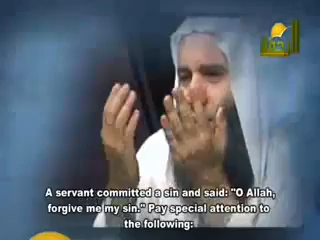 A servant committed a sin and said: "O Allah,
forgive me my sin." Pay special attention to
the following: